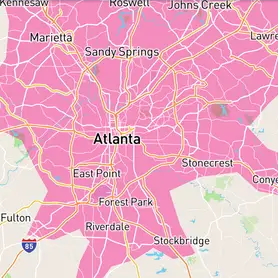 Kennesaw
Roswell
Johns Creek
Marietta
Sandy Springs
Lawre
Atlanta
Stonecrest
East Point
Conye
Forest Park
Fulton
Riverdale
85
Stockbridge